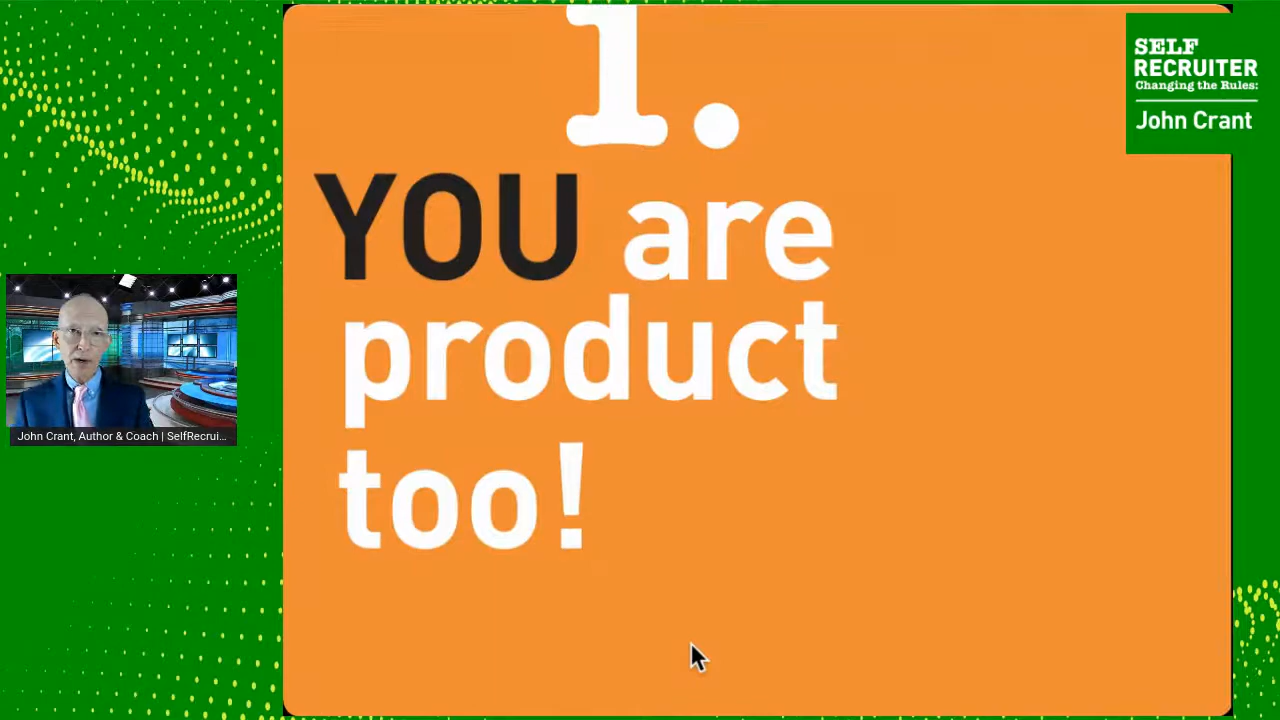 1.
YOU are
product
too!
SELF
RECRUITER
Changing the Rules:
John Crant
John Crant, Author & Coach | SelfRecrui...